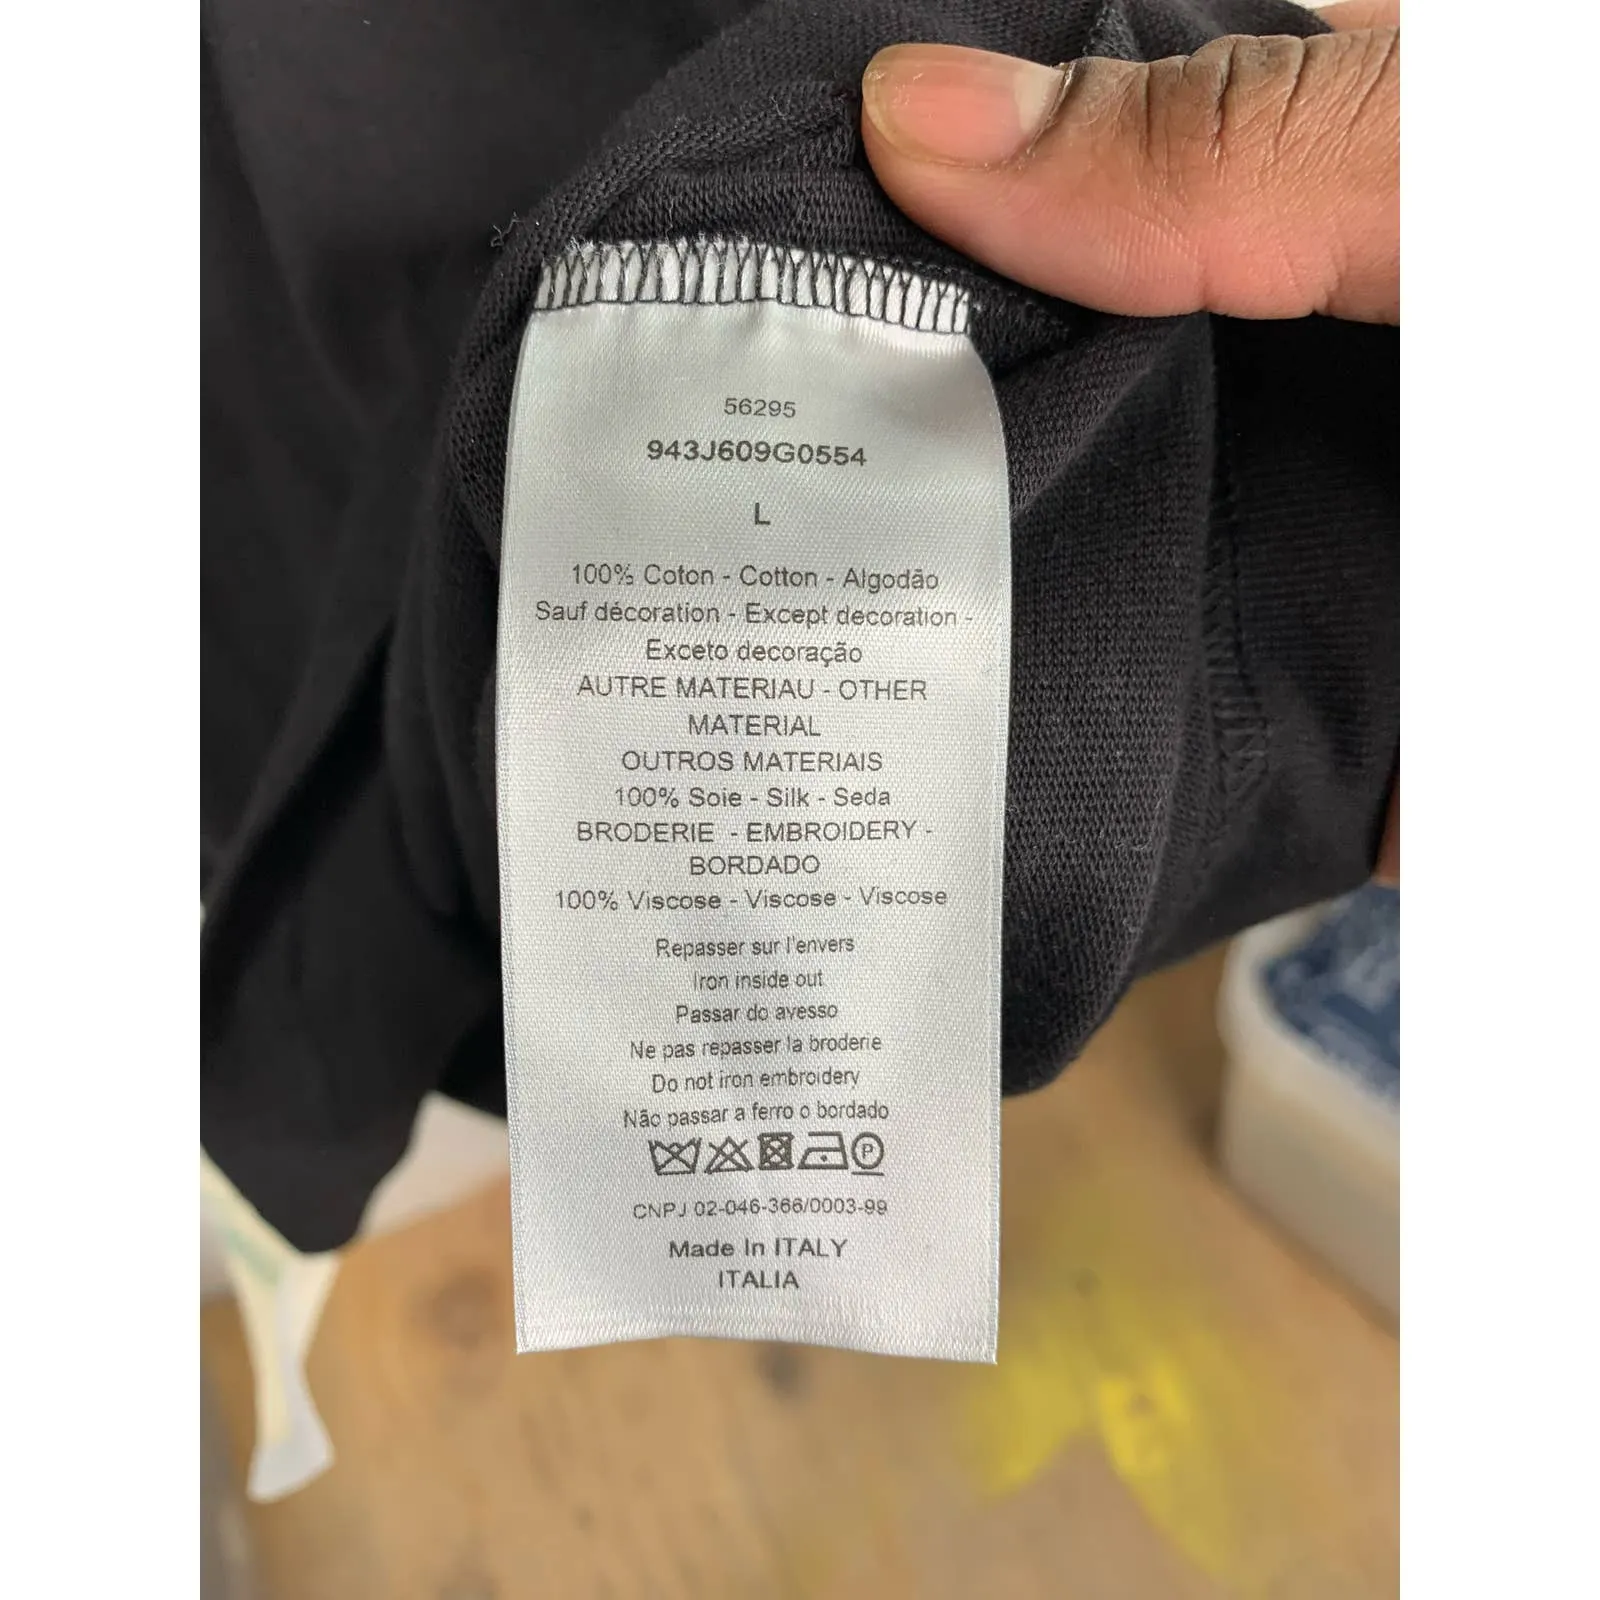 56295
943J609G0554
L
100% Coton - Cotton - Algodão
Sauf décoration - Except decoration -
Exceto decoração
AUTRE MATERIAU - OTHER
MATERIAL
OUTROS MATERIAIS
100% Soie - Silk - Seda
BRODERIE - EMBROIDERY -
BORDADO
100% Viscose - Viscose - Viscose
Repasser sur l'envers
Iron inside out
Passar do avesso
Ne pas repasser la broderie
Do not iron embroidery
Não passar a ferro o bordado
P
CNPJ 02-046-366/0003-99
Made In ITALY
ITALIA